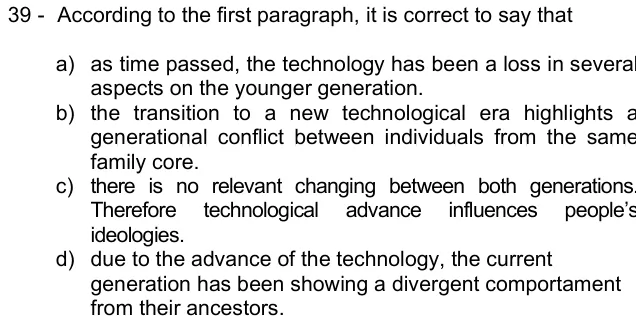 39 - According to the first paragraph, it is correct to say that
a) as time passed, the technology has been a loss in several
aspects on the younger generation.
b) the transition to a new technological era highlights a
generational conflict between individuals from the same
family core.
c) there is no relevant changing between both generations.
Therefore technological advance influences people's
ideologies.
d) due to the advance of the technology, the current
generation has been showing a divergent comportament
from their ancestors.